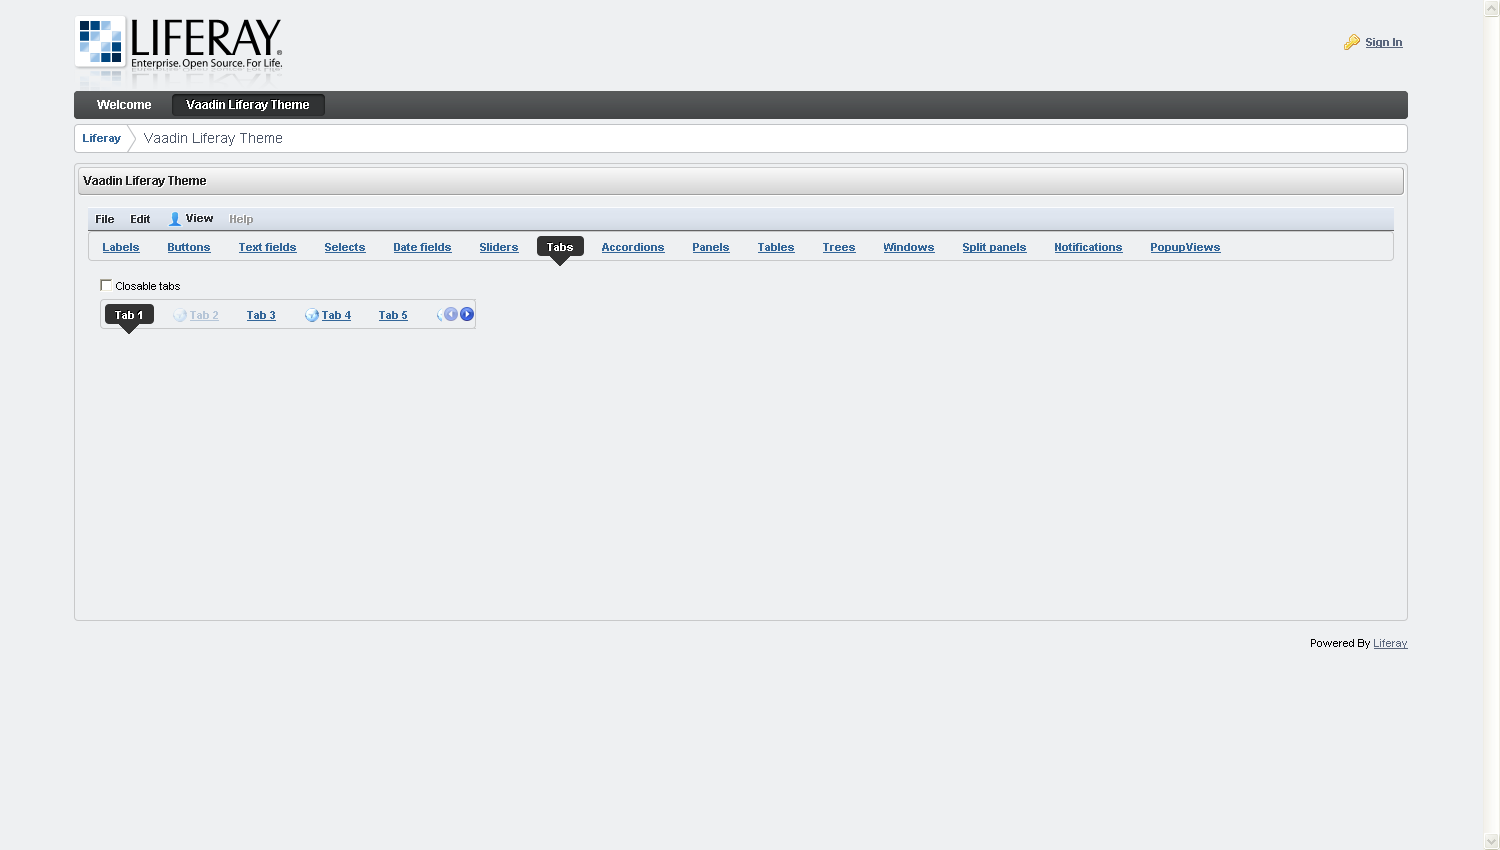 LIFERAY
Enterprise. Open Source. For Life.
Sign In
Welcome Vaadin Liferay Theme
Liferay Vaadin Liferay Theme
Vaadin Liferay Theme
File Edit View Help
Labels Buttons Text fields Selects Date fields Sliders Tabs Accordions Panels Tables Trees Windows Split panels Notifications PopupViews
Closable tabs
Tab 1 Tab 2 Tab 3 Tab 4 Tab 5
Powered By Liferay